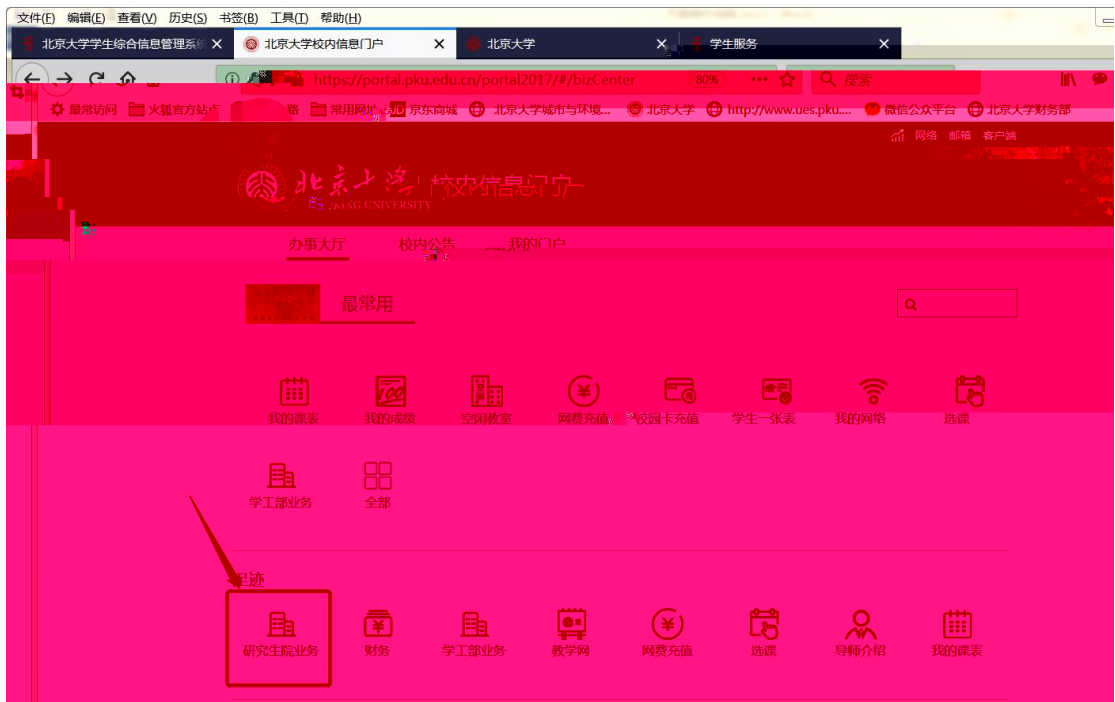 文件(F) 编辑(E) 查看(V) 历史(S) 书签(B) 工具(T) 帮助(H)
北京大学学生综合信息管理系统 北京大学校内信息门户 北京大学 学生服务
https://portal.pku.edu.cn/portal2017/#/bizCenter 80% 搜索
最常访问 火狐官方站点 常用网址 JD 京东商城 北京大学城市与环境... 北京大学 http://www.ues.pku.... 微信公众平台 北京大学财务部
网络 邮箱 客户端
北京大学 校内信息门户
PEKING UNIVERSITY
办事大厅 校内公告 我的门户
最常用
我的课表 我的成绩 空闲教室 网费充值 校园卡充值 学生一张表 我的网络 选课
学工部业务 全部
足迹
研究生院业务 财务 学工部业务 教学网 网费充值 选课 导师介绍 我的课表